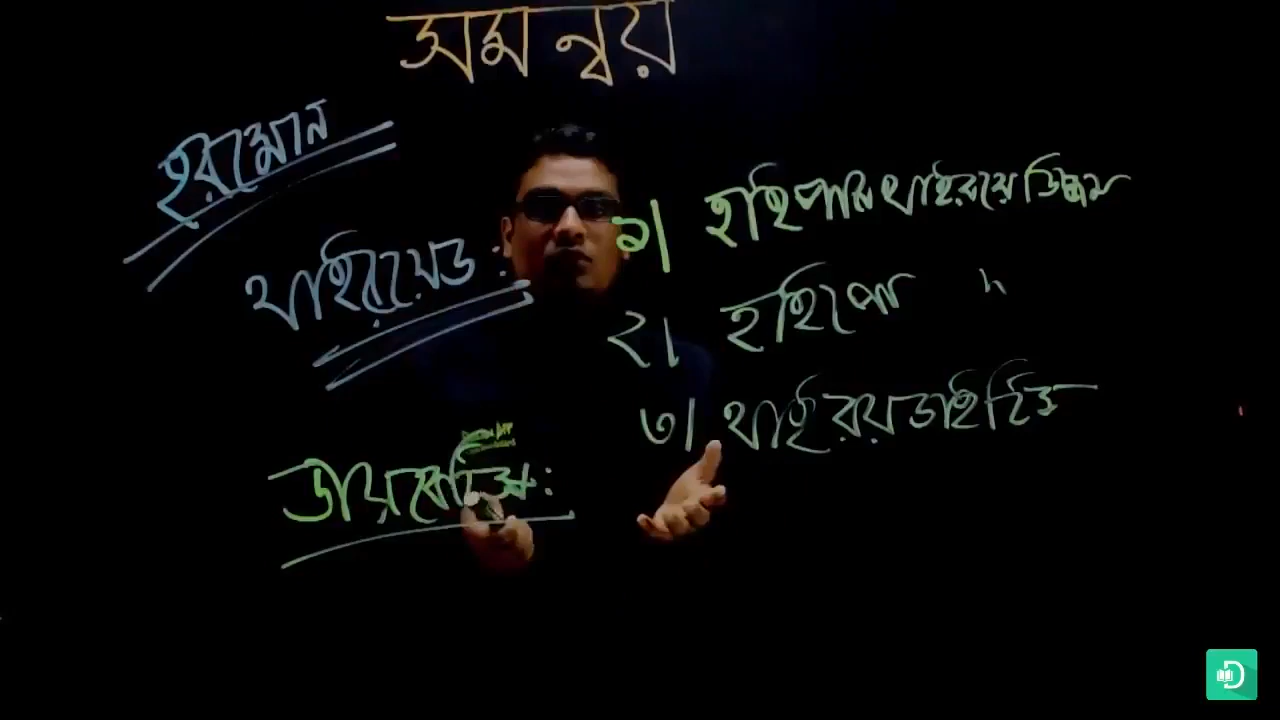 সমন্বয়
হরমোন
থাইরয়েড :
১। হাইপারথাইরয়েডিজম
২। হাইপো "
৩। থাইরয়ডাইটিস
ডায়বেটিস :